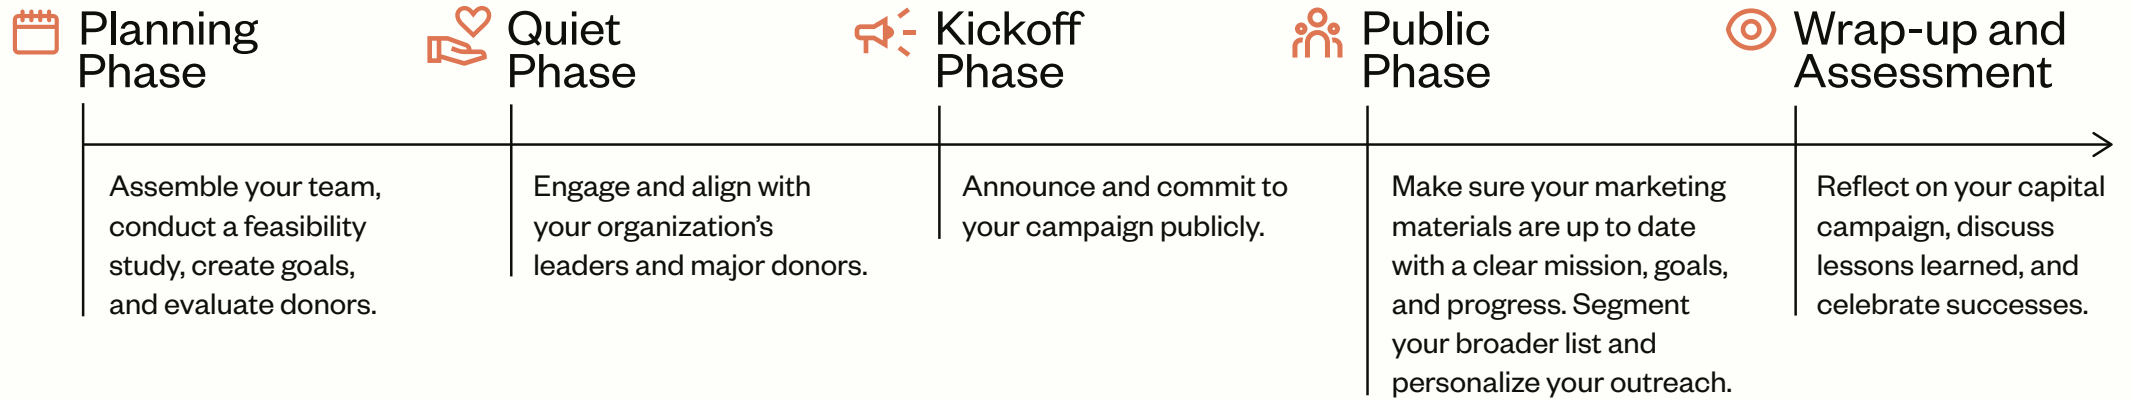 Planning
Phase
Assemble your team,
conduct a feasibility
study, create goals,
and evaluate donors.
Quiet
Phase
Engage and align with
your organization’s
leaders and major donors.
Kickoff
Phase
Announce and commit to
your campaign publicly.
Public
Phase
Make sure your marketing
materials are up to date
with a clear mission, goals,
and progress. Segment
your broader list and
personalize your outreach.
Wrap-up and
Assessment
Reflect on your capital
campaign, discuss
lessons learned, and
celebrate successes.